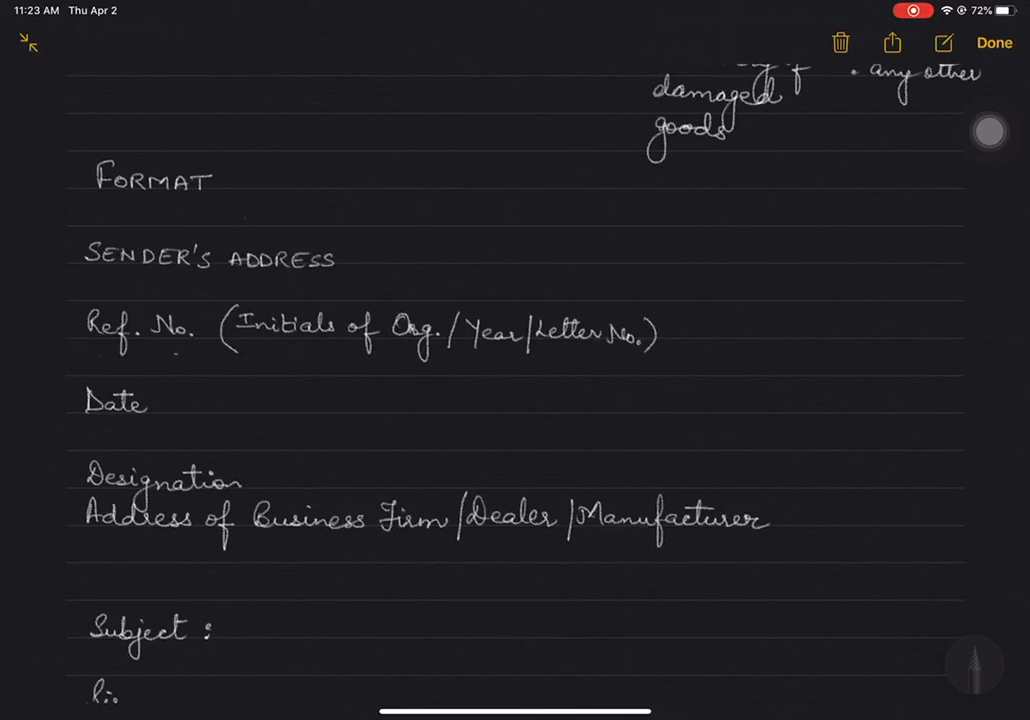 11:23 AM Thu Apr 2
72%
Done
of • any other
damaged
goods
FORMAT
SENDER'S ADDRESS
Ref. No. (Initials of Org./Year/Letter No.)
Date
Designation
Address of Business Firm/Dealer/Manufacturer
Subject :